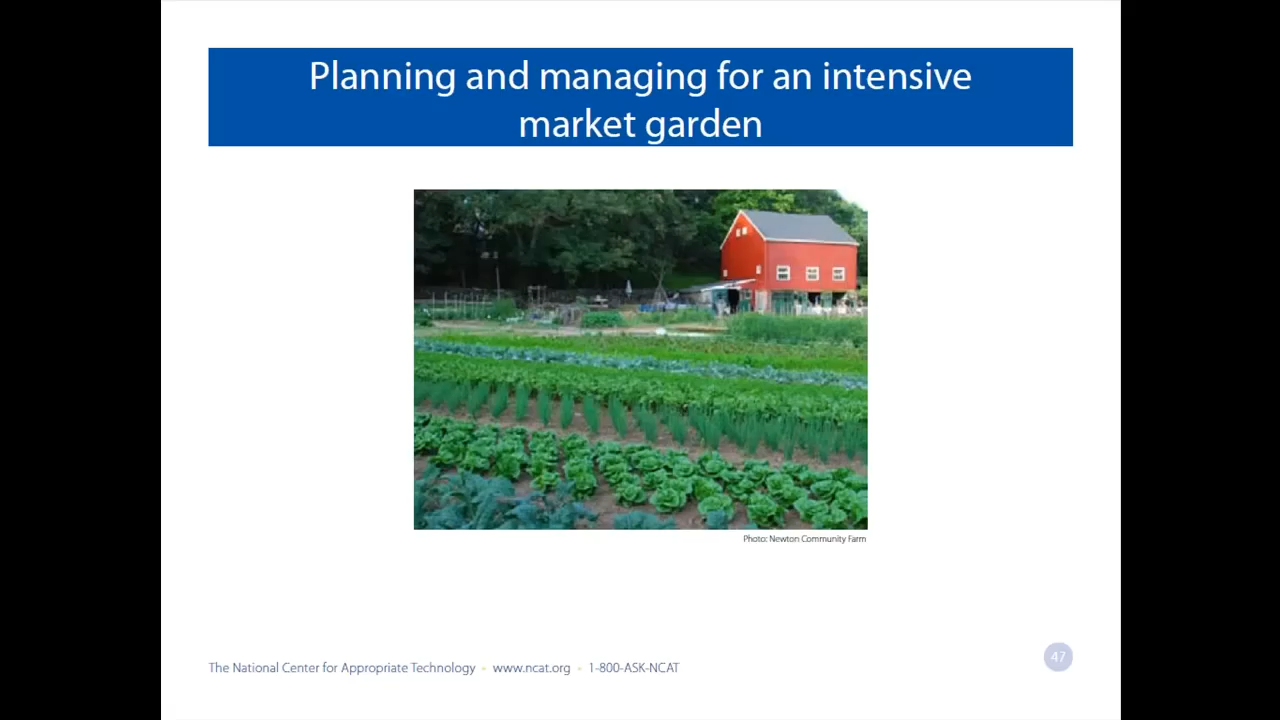 Planning and managing for an intensive
market garden
Photo: Newton Community Farm
The National Center for Appropriate Technology • www.ncat.org • 1-800-ASK-NCAT
47